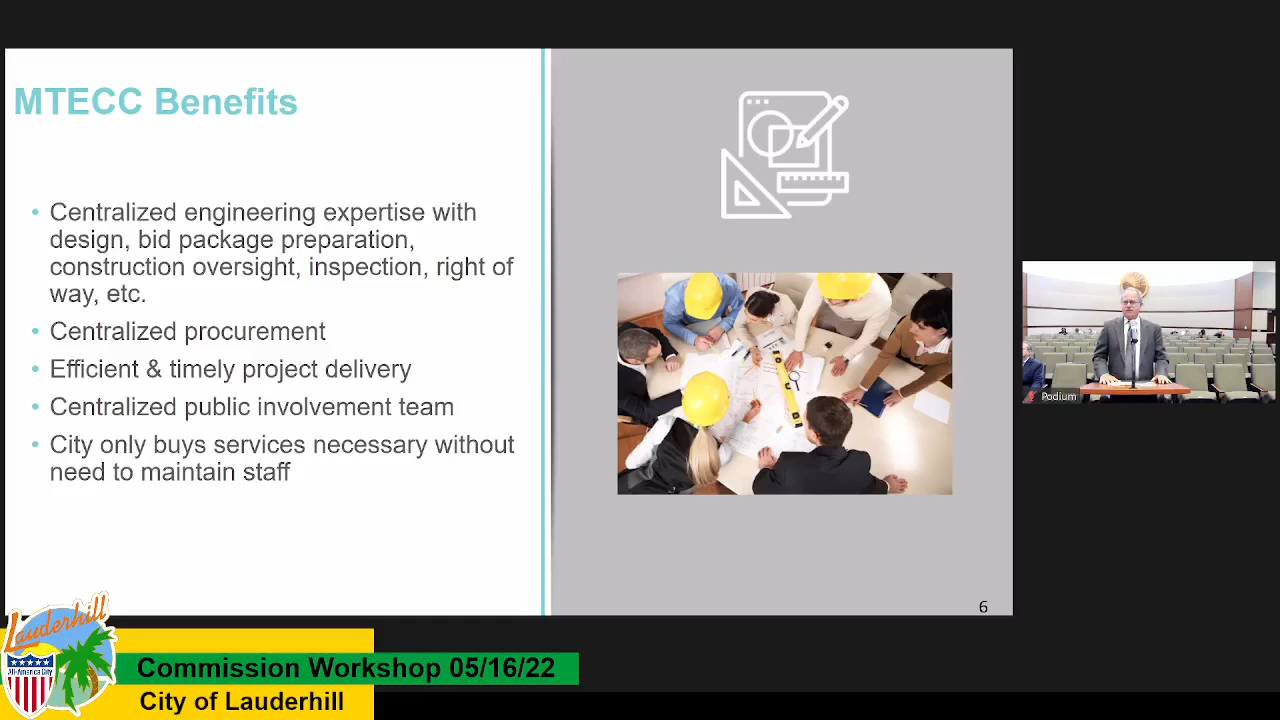 MTECC Benefits
• Centralized engineering expertise with
design, bid package preparation,
construction oversight, inspection, right of
way, etc.
• Centralized procurement
• Efficient & timely project delivery
• Centralized public involvement team
• City only buys services necessary without
need to maintain staff
6
Podium
Lauderhill
All-America City
Commission Workshop 05/16/22
City of Lauderhill